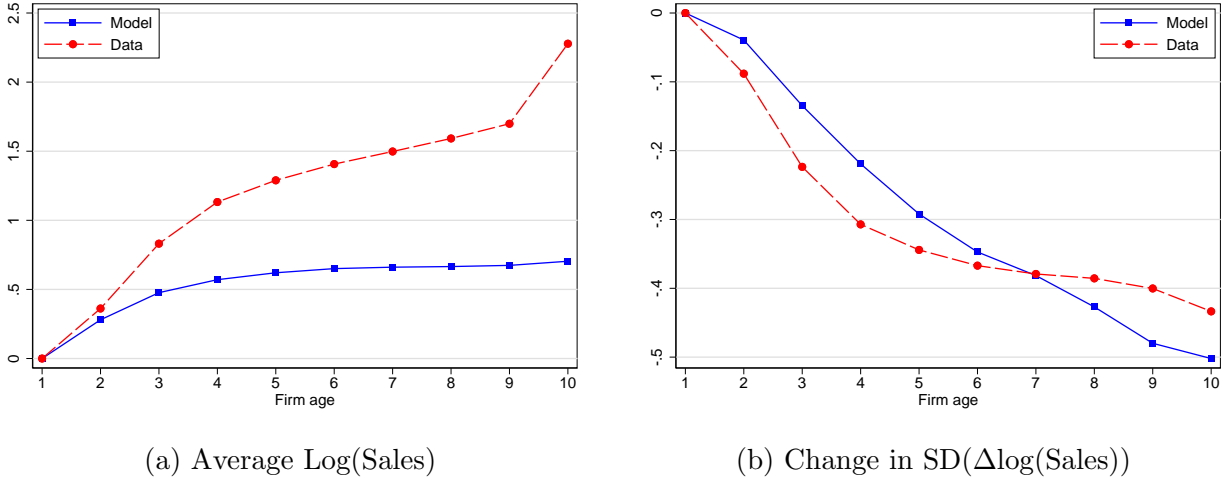 2.5
2
1.5
1
.5
0
Model
Data
1 2 3 4 5 6 7 8 9 10
Firm age
(a) Average Log(Sales)
0
-.1
-.2
-.3
-.4
-.5
Model
Data
1 2 3 4 5 6 7 8 9 10
Firm age
(b) Change in SD(Δlog(Sales))